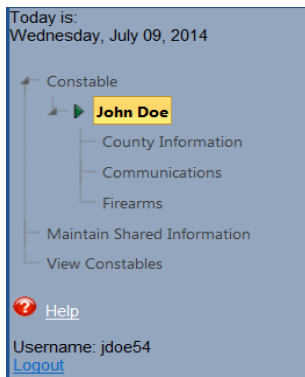 Today is:
Wednesday, July 09, 2014
Constable
John Doe
County Information
Communications
Firearms
Maintain Shared Information
View Constables
? Help
Username: jdoe54
Logout